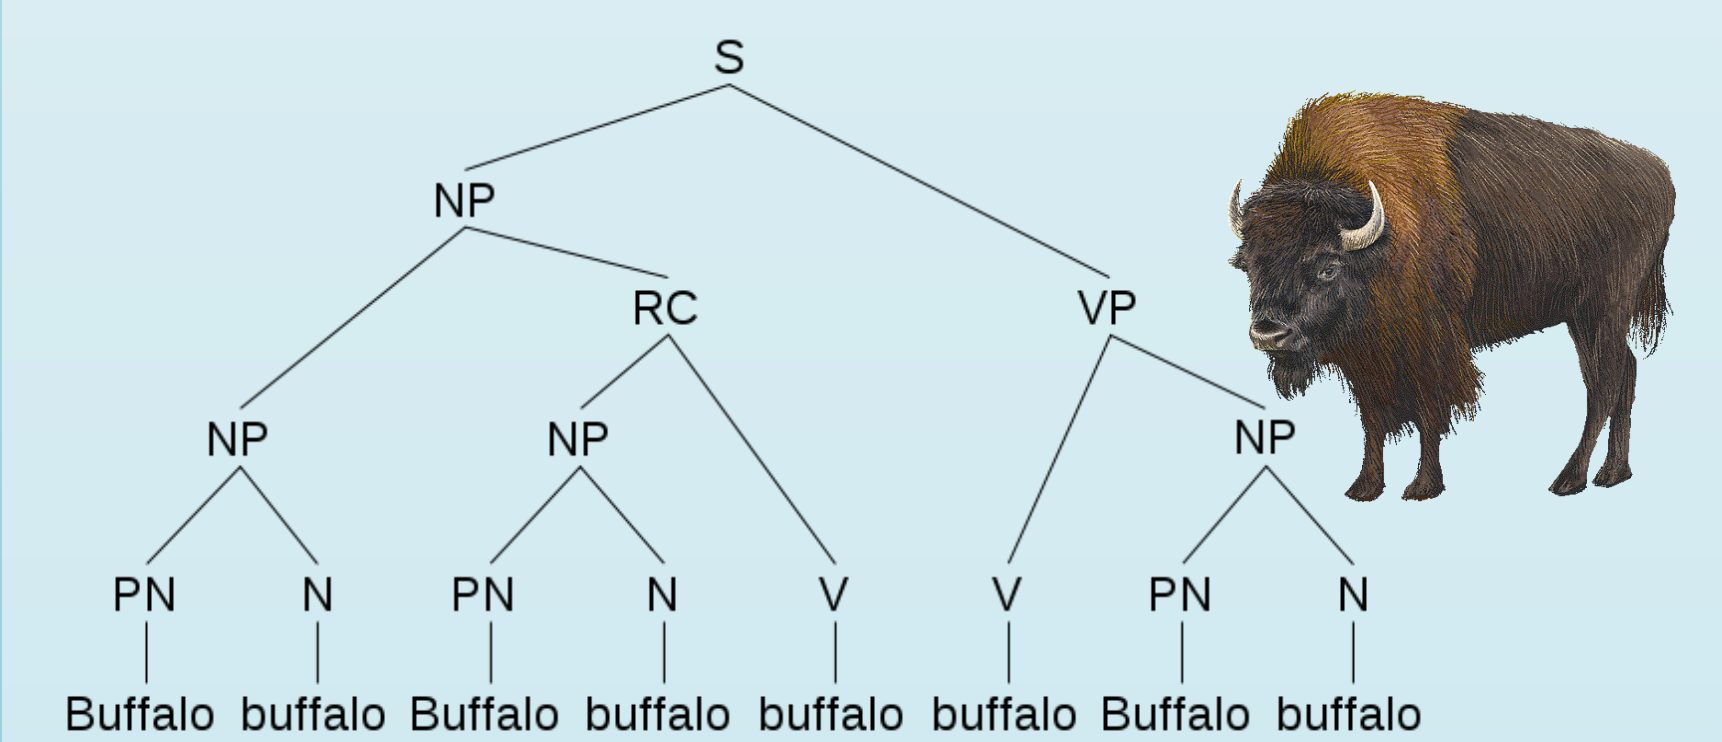 S
NP
RC VP
NP NP NP
PN N PN N V V PN N
Buffalo buffalo Buffalo buffalo buffalo buffalo Buffalo buffalo